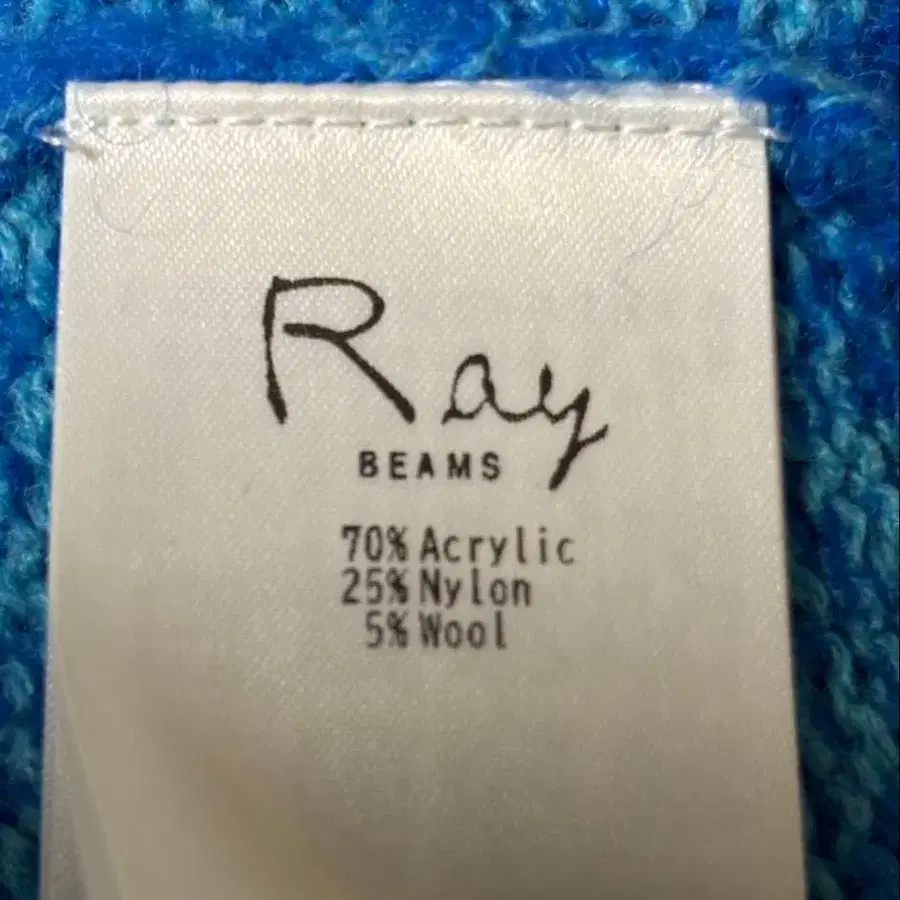 Ray
BEAMS
70% Acrylic
25% Nylon
5% Wool